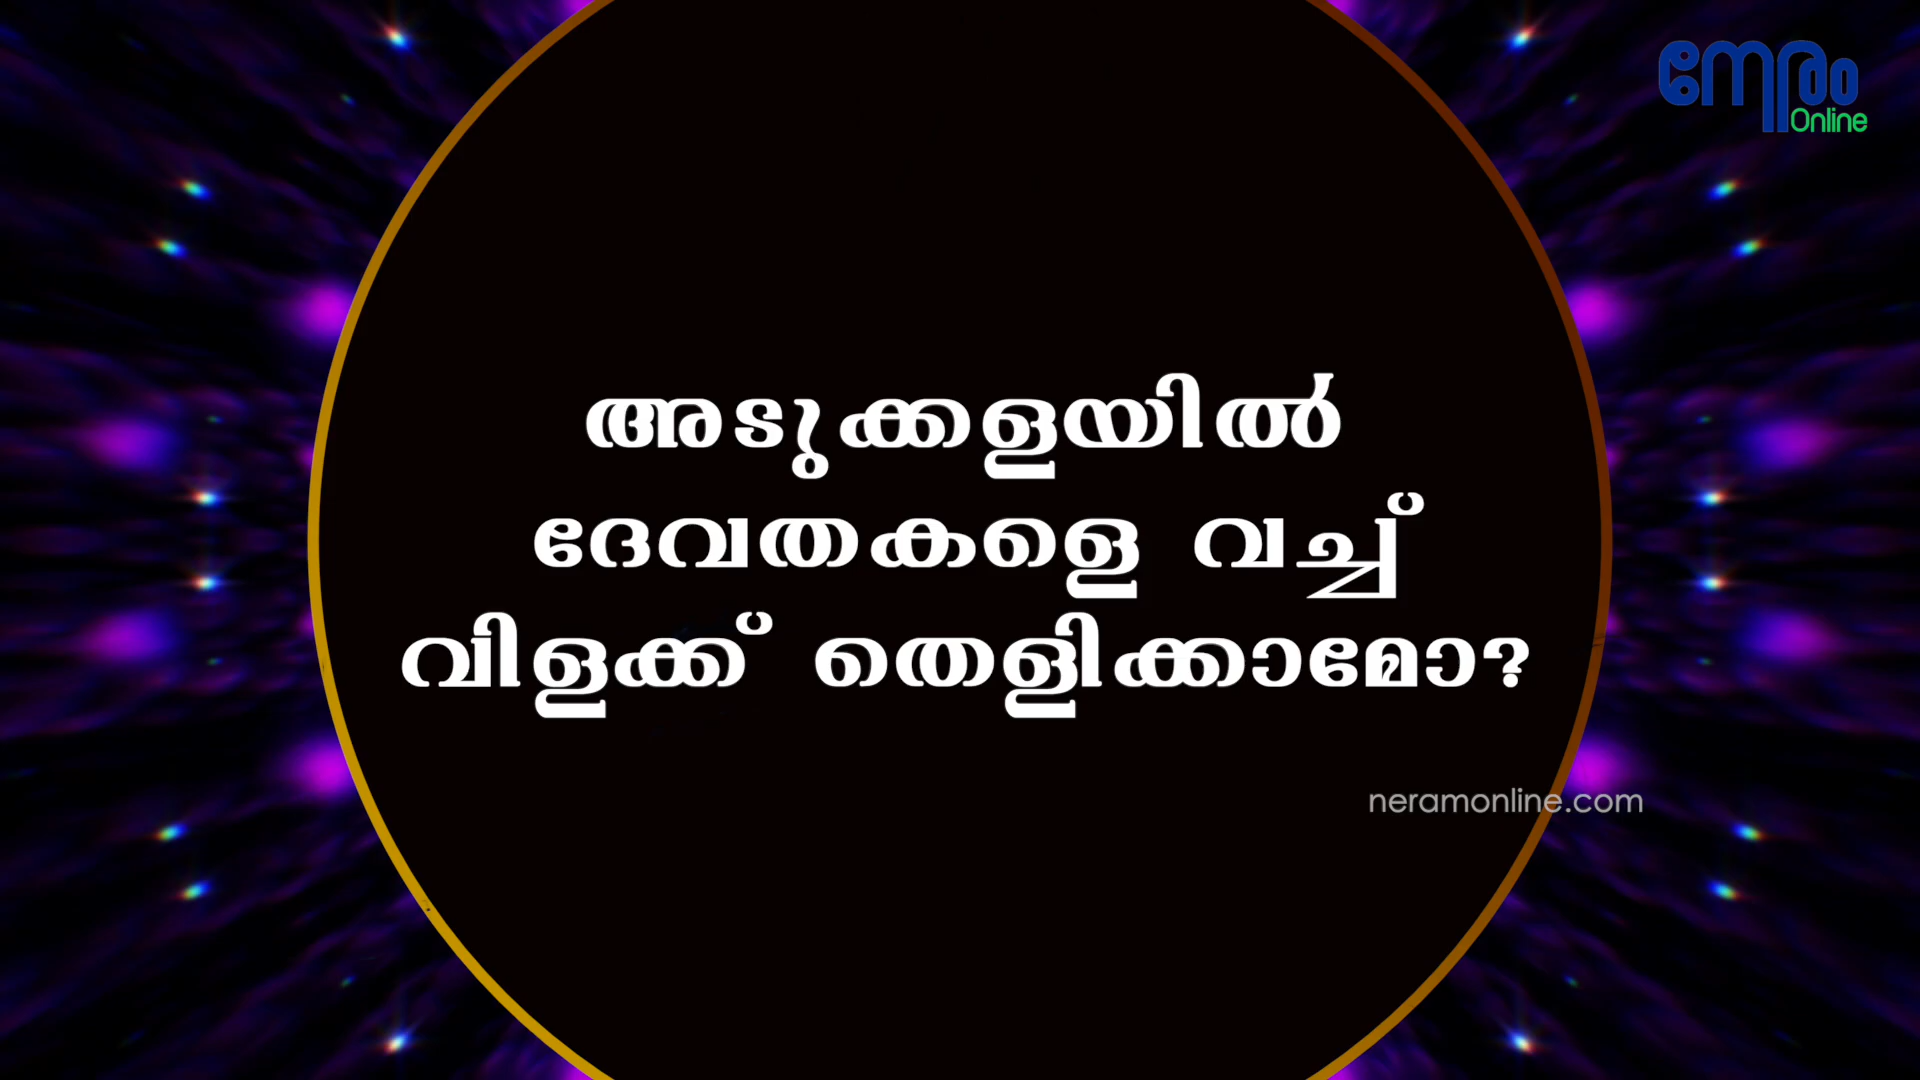 നേരം
Online
അടുക്കളയിൽ
ദേവതകളെ വച്ച്
വിളക്ക് തെളിക്കാമോ?
neramonline.com